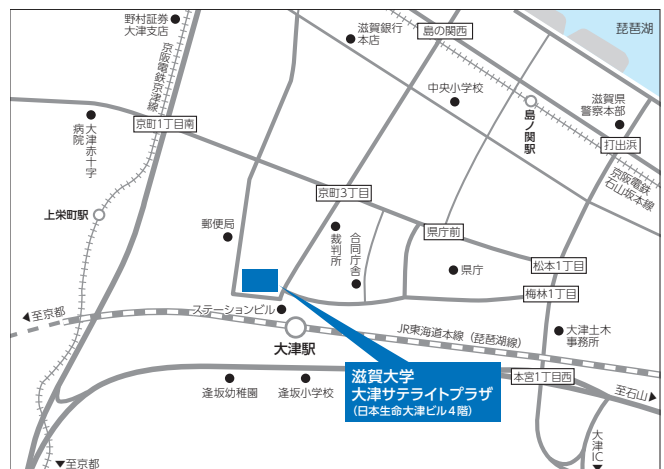 野村証券
大津支店
京阪電鉄京津線
滋賀銀行
本店
島の関西
琵琶湖
中央小学校
島ノ関駅
滋賀県
警察本部
打出浜
大津赤十字
病院
京町1丁目南
京阪電鉄
石山坂本線
京町3丁目
上栄町駅
郵便局
裁判所
合同庁舎
県庁前
県庁
松本1丁目
梅林1丁目
至京都
ステーションビル
大津駅
JR東海道本線（琵琶湖線）
大津土木
事務所
滋賀大学
大津サテライトプラザ
（日本生命大津ビル4階）
本宮1丁目西
至石山
逢坂幼稚園
逢坂小学校
大津IC
至京都